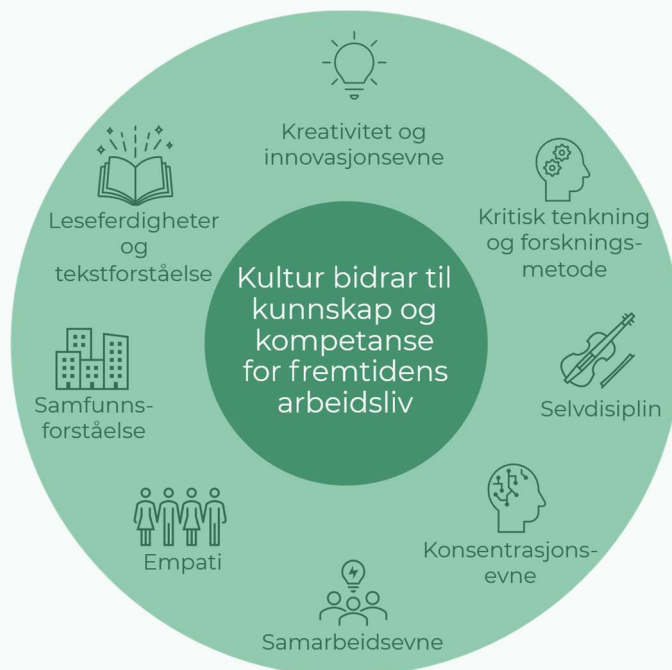 Kreativitet og
innovasjonsevne
Kritisk tenkning
og forsknings-
metode
Selvdisiplin
Konsentrasjons-
evne
Samarbeidsevne
Empati
Samfunns-
forståelse
Leseferdigheter
og
tekstforståelse
Kultur bidrar til
kunnskap og
kompetanse
for fremtidens
arbeidsliv